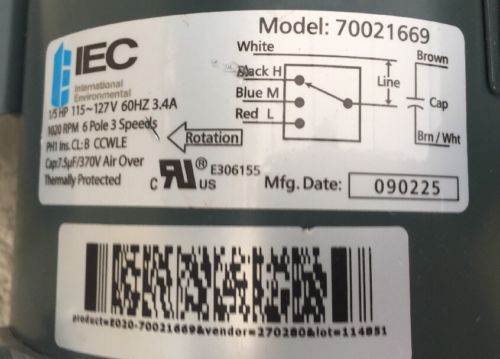 Model: 70021669
IEC
International
Environmental
1/5 HP 115~127V 60HZ 3.4A
1020 RPM 6 Pole 3 Speeds
PH1 Ins. CL: B CCWLE
Cap: 7.5µF/370V Air Over
Thermally Protected
Rotation
White
Black H
Blue M
Red L
Line
Brown
Cap
Brn / Wht
C RU ® US
E306155
Mfg. Date: 090225
product=E020-70021669&vendor=270280&lot=114851